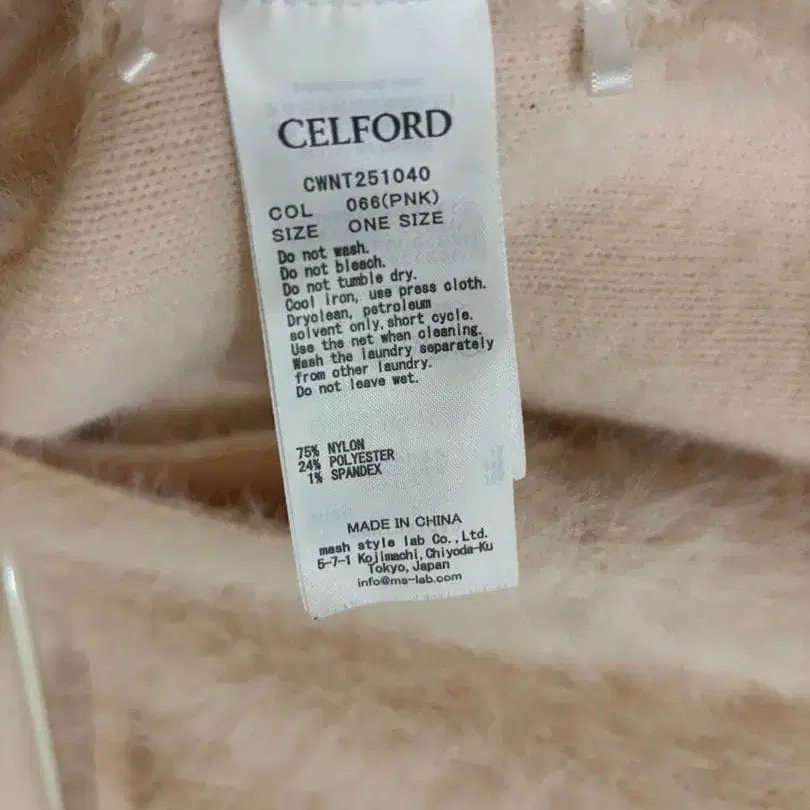 CELFORD
CWNT251040
COL 066(PNK)
SIZE ONE SIZE
Do not wash.
Do not bleach.
Do not tumble dry.
Cool iron, use press cloth.
Dryclean, petroleum
solvent only, short cycle.
Use the net when cleaning.
Wash the laundry separately
from other laundry.
Do not leave wet.
75% NYLON
24% POLYESTER
1% SPANDEX
MADE IN CHINA
mash style lab Co., Ltd.
5-7-1 Kojimachi, Chiyoda-Ku
Tokyo, Japan
info@ms-lab.com